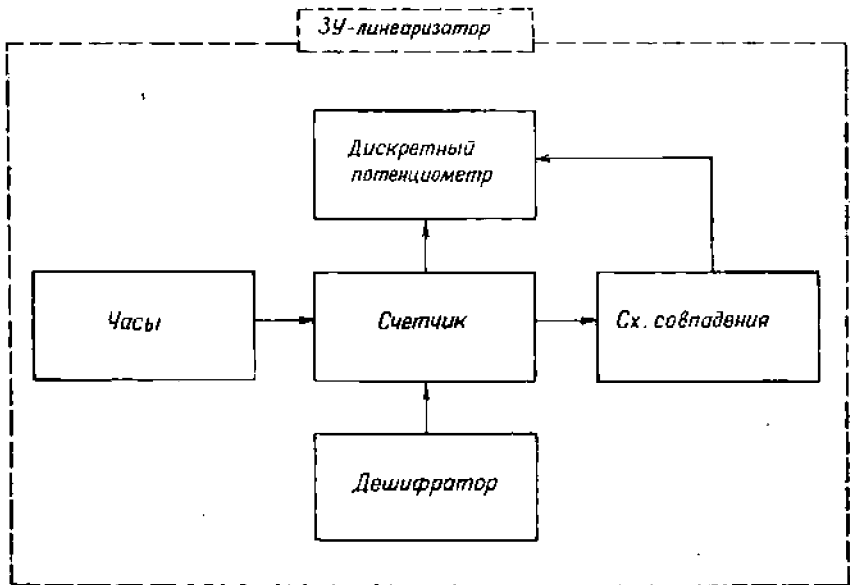 ЗУ-линеаризатор
Дискретный
потенциометр
Часы
Счетчик
Сх. совпадения
Дешифратор